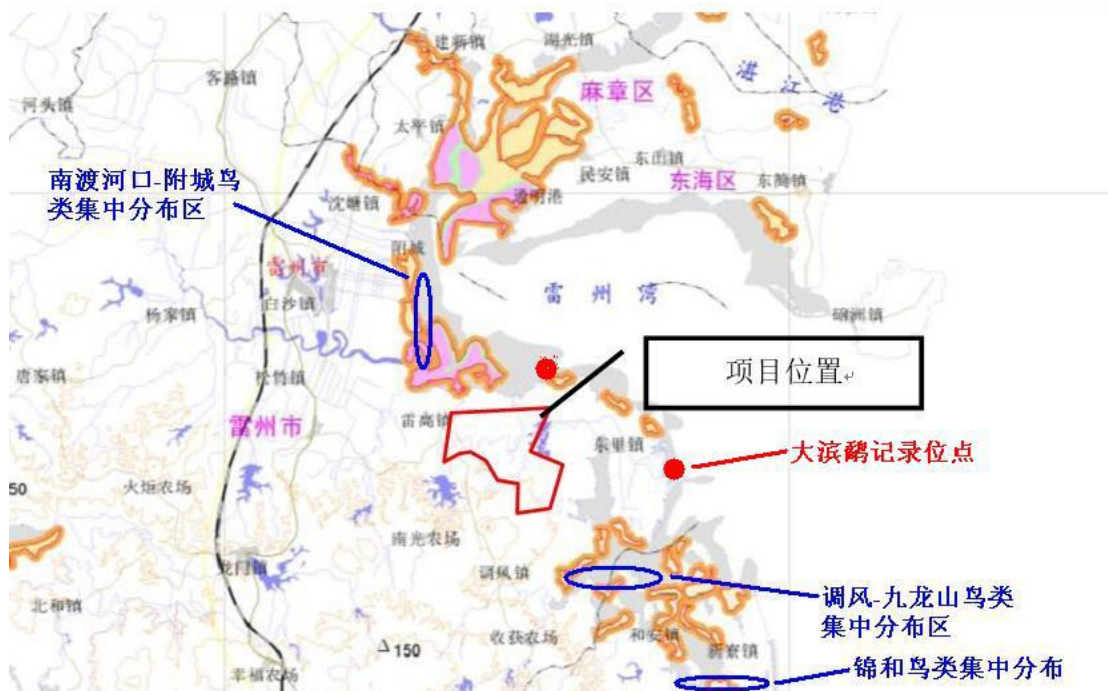 建新镇
湖光镇
客路镇
湛江港
河头镇
麻章区
太平镇
东山镇
民安镇
东海区
东简镇
南渡河口-附城鸟
类集中分布区
沈塘镇
通明港
附城
雷州市
雷州湾
白沙镇
杨家镇
硇洲镇
项目位置
唐家镇
松竹镇
雷高镇
雷州市
东里镇
大滨鹬记录位点
50
火炬农场
南光农场
龙门镇
调风镇
调风-九龙山鸟类
集中分布区
北和镇
收获农场
和安镇
新寮镇
△150
锦和鸟类集中分布
幸福农场